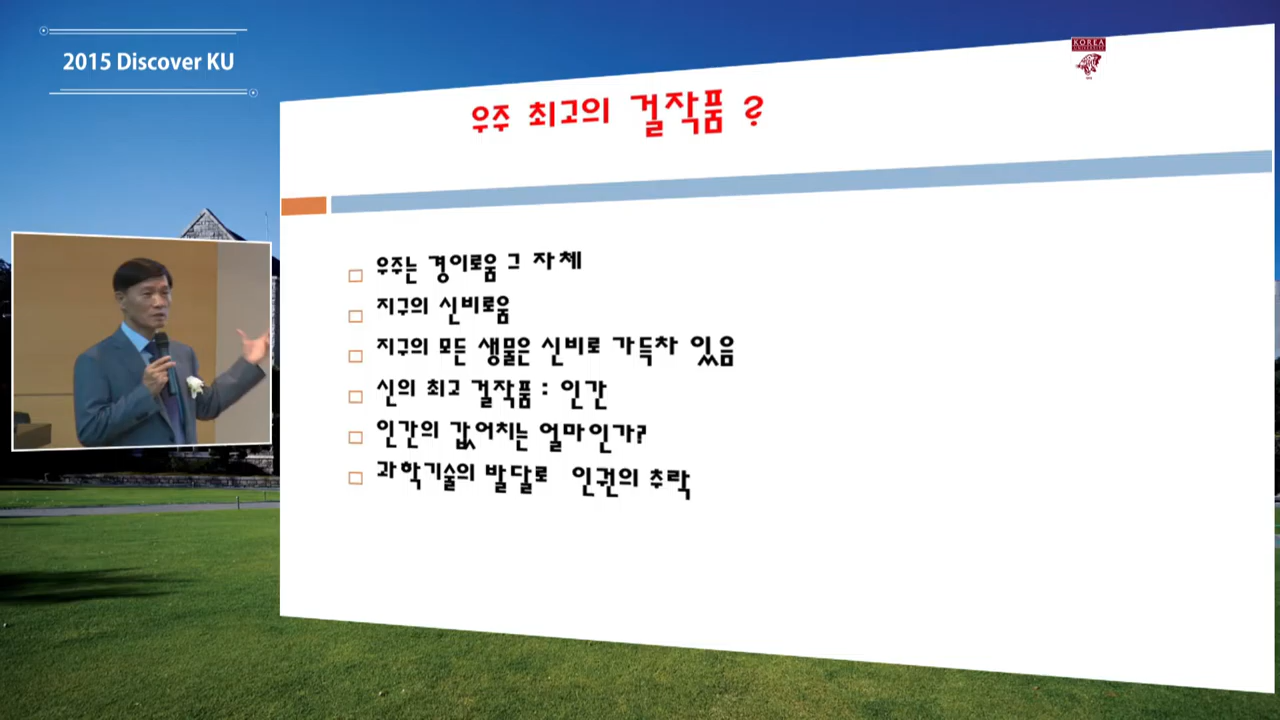 2015 Discover KU
KOREA
UNIVERSITY
우주 최고의 걸작품 ?
우주는 경이로움 그 자체
지구의 신비로움
지구의 모든 생물은 신비로 가득차 있음
신의 최고 걸작품 : 인간
인간의 값어치는 얼마인가?
과학기술의 발달로 인권의 추락